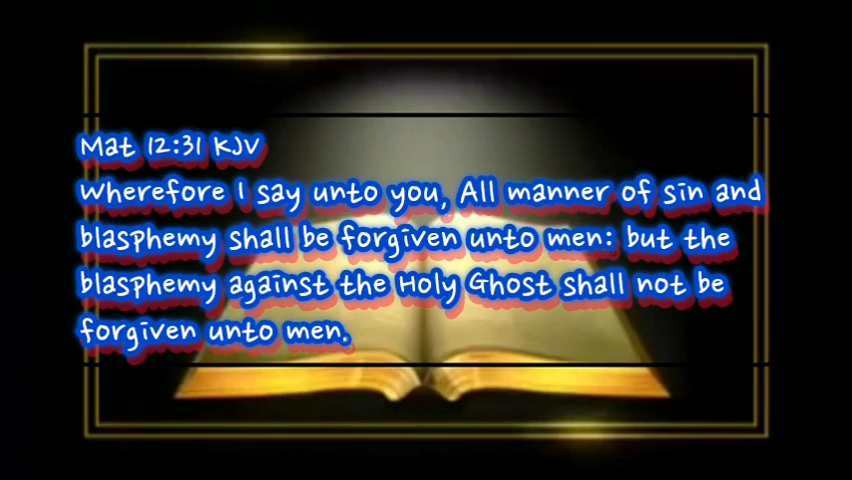 Mat 12:31 KJV
Wherefore I say unto you, All manner of sin and
blasphemy shall be forgiven unto men: but the
blasphemy against the Holy Ghost shall not be
forgiven unto men.